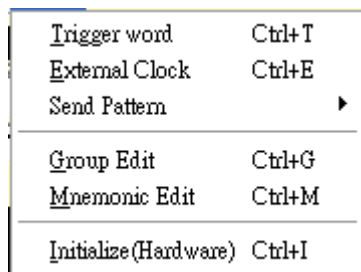 Trigger word Ctrl+T
External Clock Ctrl+E
Send Pattern
Group Edit Ctrl+G
Mnemonic Edit Ctrl+M
Initialize(Hardware) Ctrl+I